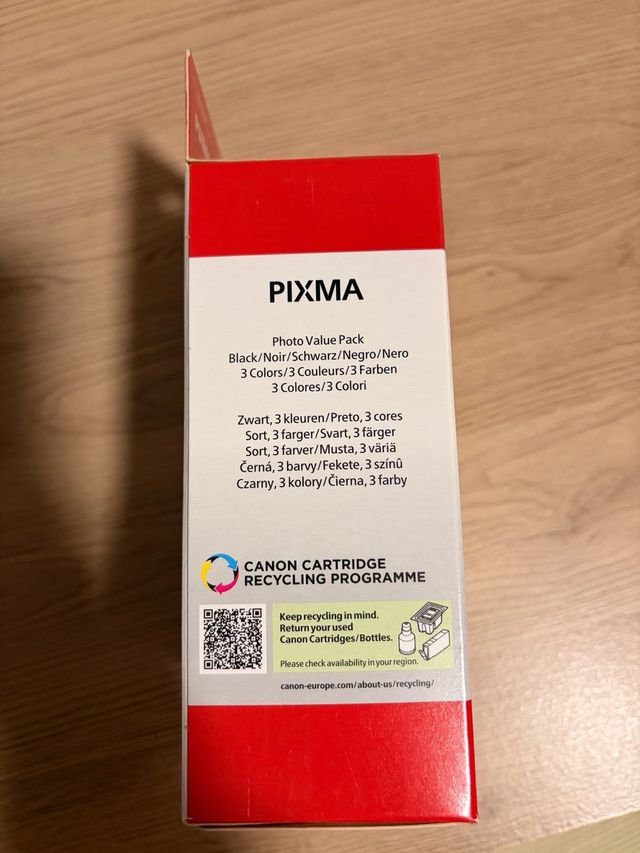 PIXMA
Photo Value Pack
Black/Noir/Schwarz/Negro/Nero
3 Colors/3 Couleurs/3 Farben
3 Colores/3 Colori
Zwart, 3 kleuren/Preto, 3 cores
Sort, 3 farger/Svart, 3 färger
Sort, 3 farver/Musta, 3 väriä
Černá, 3 barvy/Fekete, 3 színû
Czarny, 3 kolory/Čierna, 3 farby
CANON CARTRIDGE
RECYCLING PROGRAMME
Keep recycling in mind.
Return your used
Canon Cartridges/Bottles.
Please check availability in your region.
canon-europe.com/about-us/recycling/